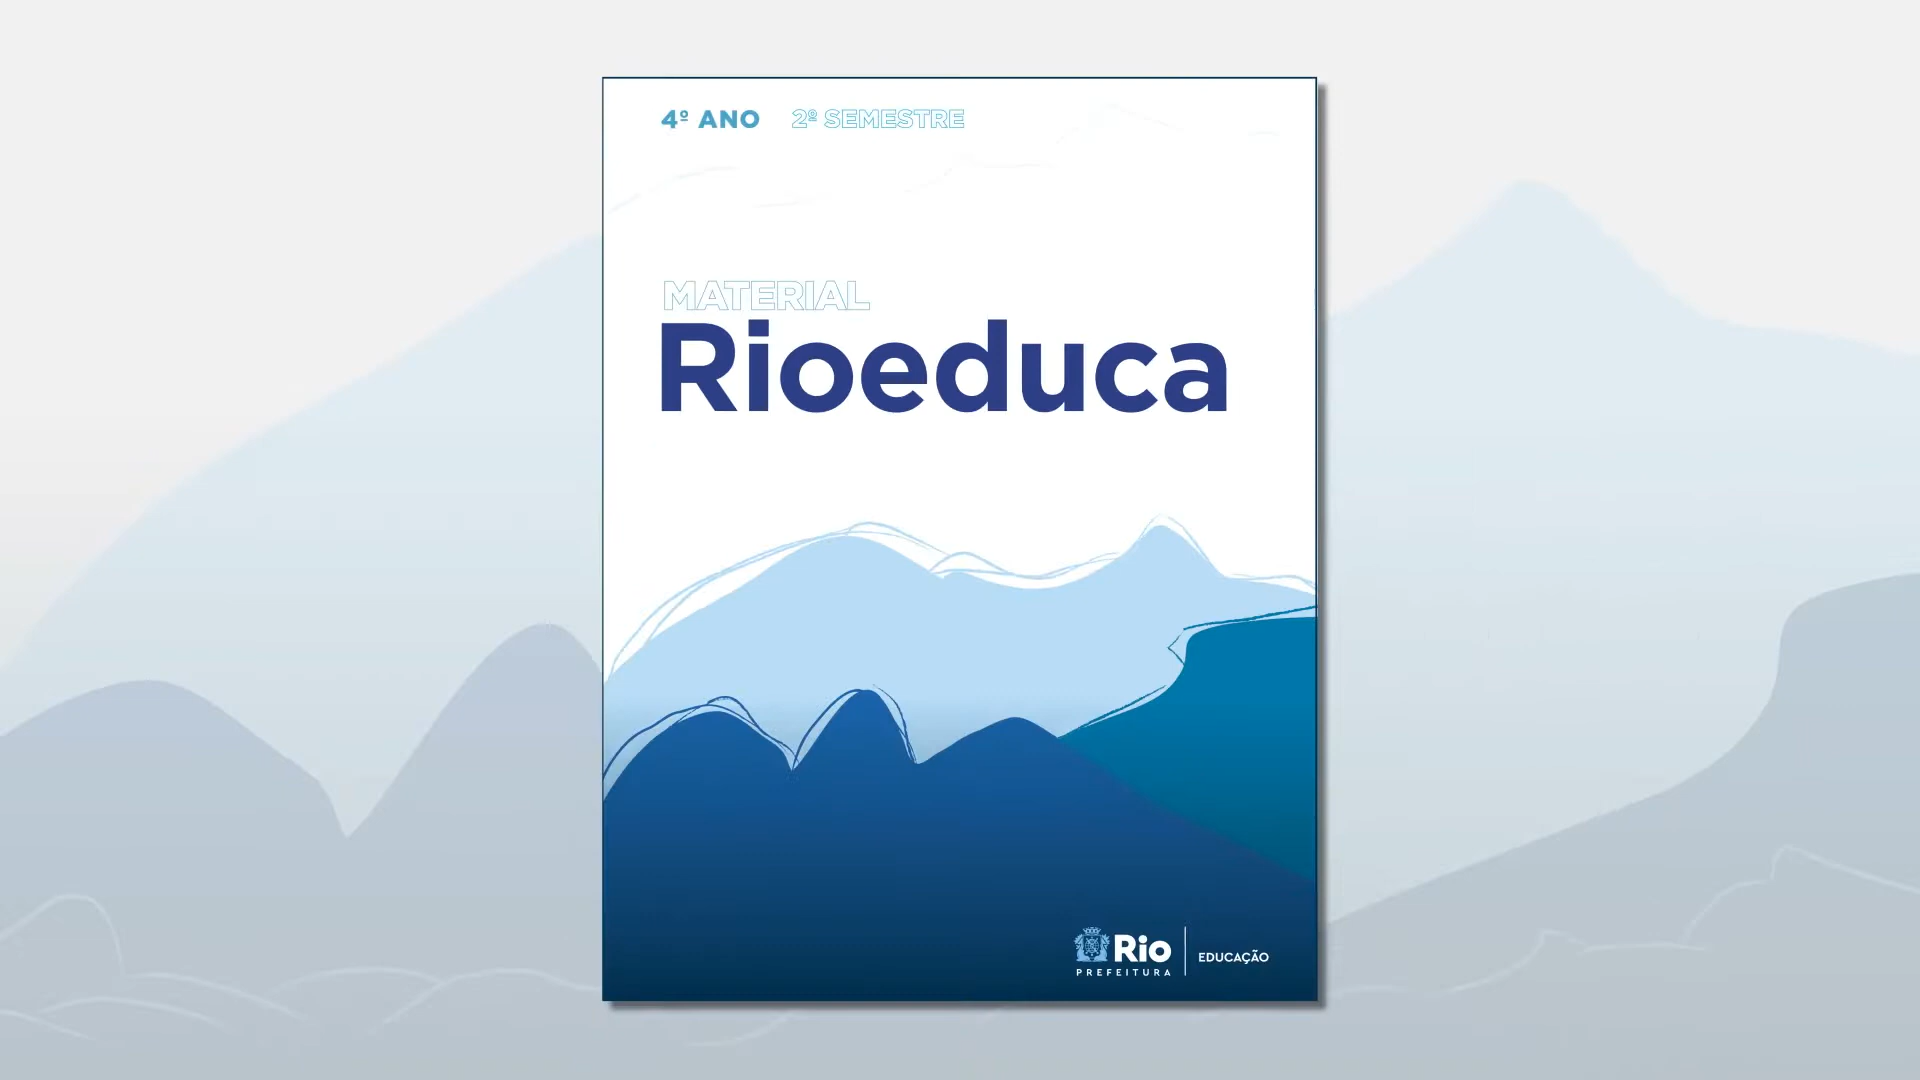 4º ANO 2º SEMESTRE
MATERIAL
Rioeduca
Rio
PREFEITURA
EDUCAÇÃO